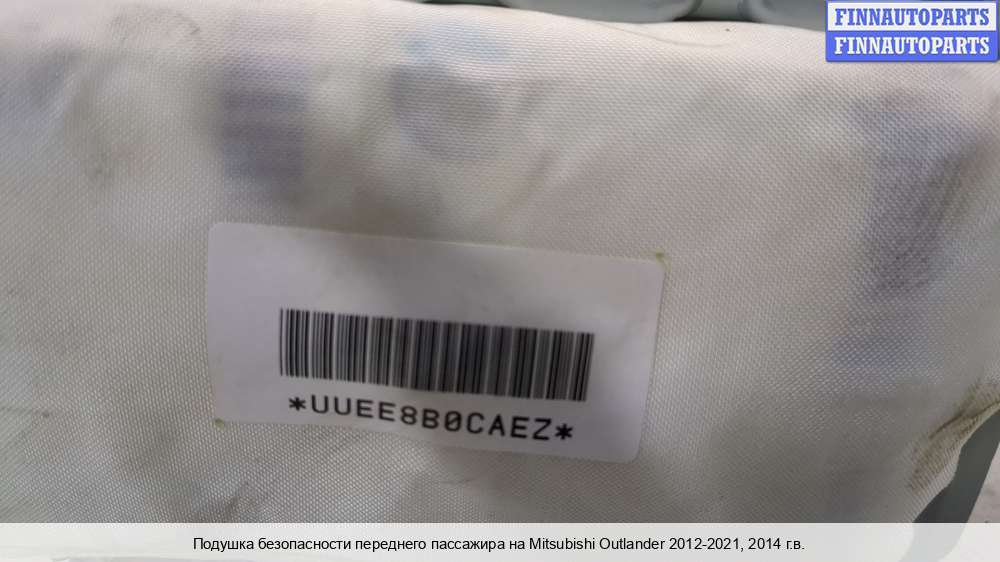 FINNAUTOPARTS
FINNAUTOPARTS
*UUEE8B0CAEZ*
Подушка безопасности переднего пассажира на Mitsubishi Outlander 2012-2021, 2014 г.в.